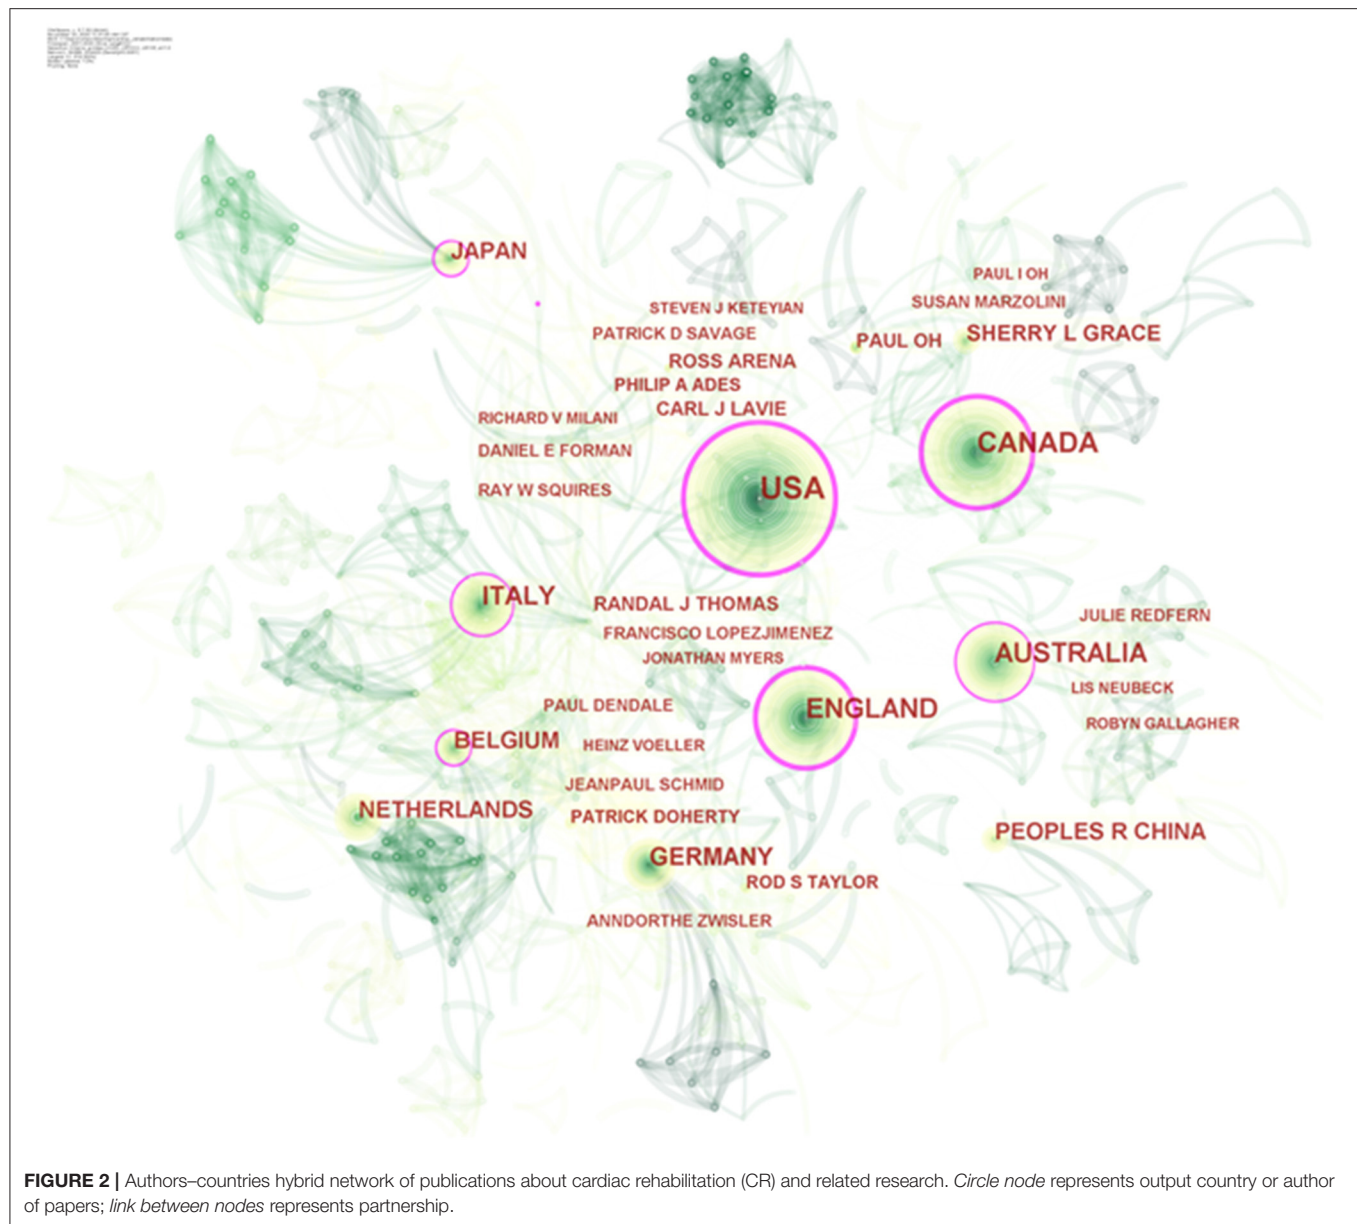 JAPAN
PAUL I OH
SUSAN MARZOLINI
STEVEN J KETEYIAN
PATRICK D SAVAGE
PAUL OH
SHERRY L GRACE
ROSS ARENA
PHILIP A ADES
CARL J LAVIE
RICHARD V MILANI
CANADA
DANIEL E FORMAN
RAY W SQUIRES
USA
ITALY
RANDAL J THOMAS
JULIE REDFERN
FRANCISCO LOPEZJIMENEZ
JONATHAN MYERS
AUSTRALIA
LIS NEUBECK
PAUL DENDALE
ENGLAND
ROBYN GALLAGHER
BELGIUM
HEINZ VOELLER
JEANPAUL SCHMID
NETHERLANDS
PATRICK DOHERTY
PEOPLES R CHINA
GERMANY
ROD S TAYLOR
ANNDORTHE ZWISLER
FIGURE 2 | Authors–countries hybrid network of publications about cardiac rehabilitation (CR) and related research. Circle node represents output country or author
of papers; link between nodes represents partnership.